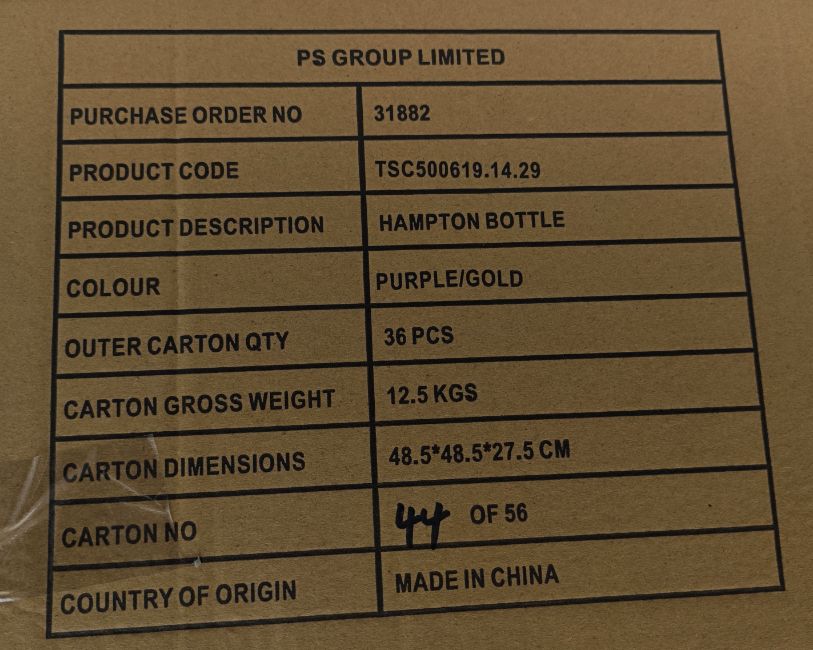 PS GROUP LIMITED
PURCHASE ORDER NO 31882
PRODUCT CODE TSC500619.14.29
PRODUCT DESCRIPTION HAMPTON BOTTLE
COLOUR PURPLE/GOLD
OUTER CARTON QTY 36 PCS
CARTON GROSS WEIGHT 12.5 KGS
CARTON DIMENSIONS 48.5*48.5*27.5 CM
CARTON NO 44 OF 56
COUNTRY OF ORIGIN MADE IN CHINA